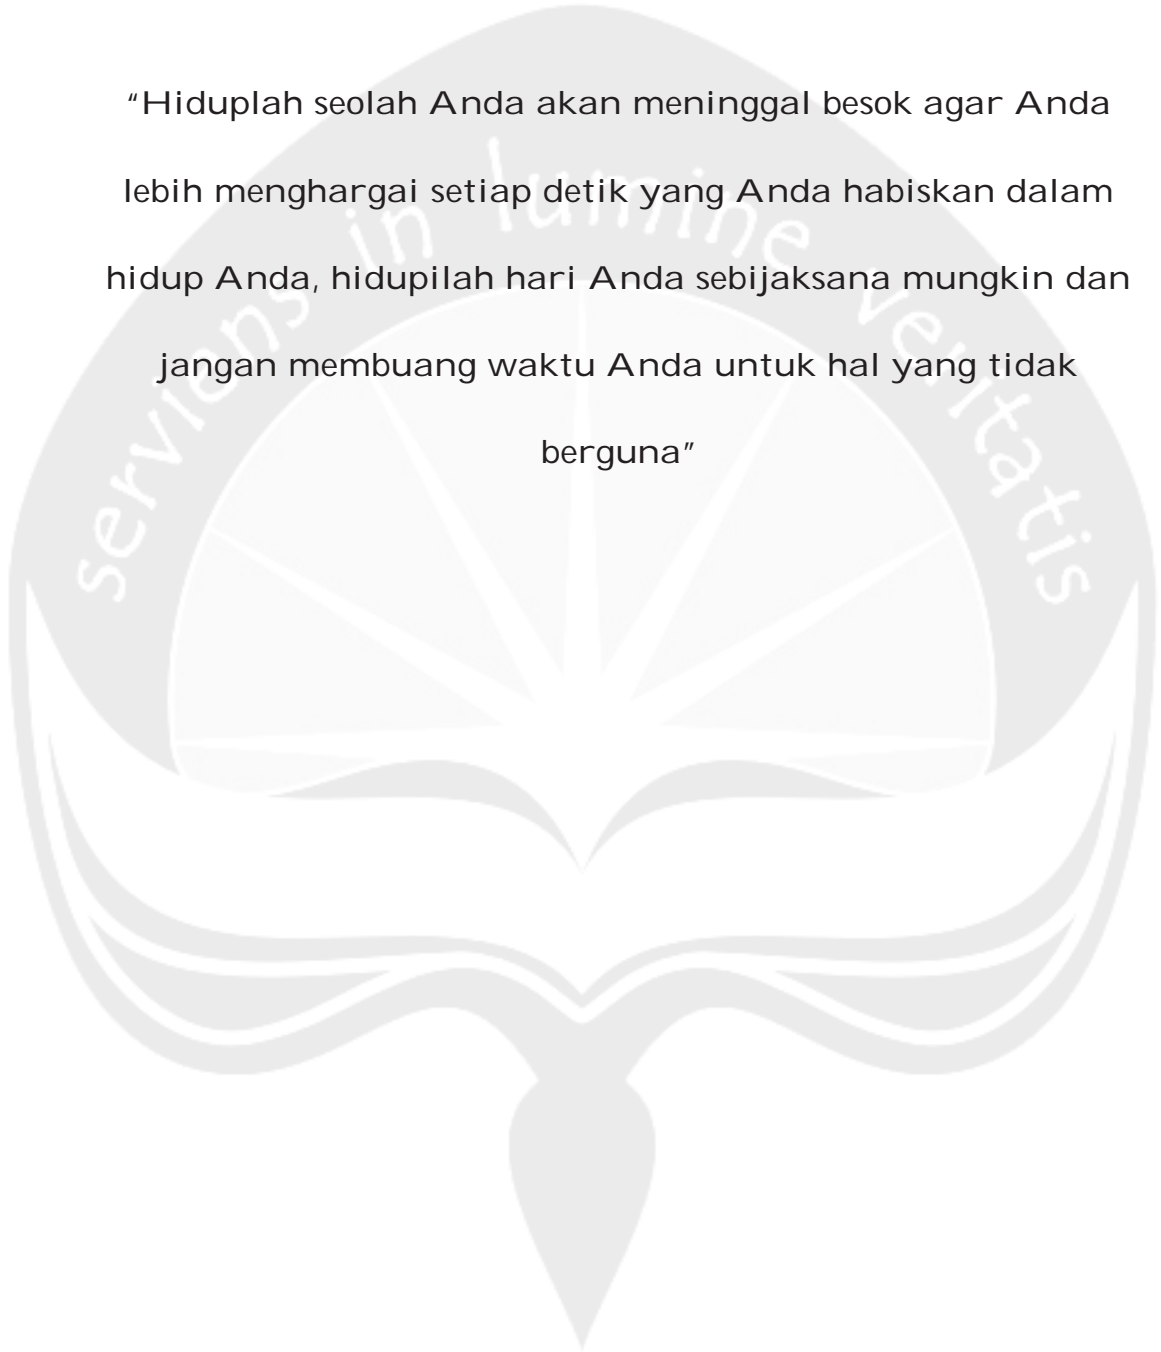 “Hiduplah seolah Anda akan meninggal besok agar Anda
lebih menghargai setiap detik yang Anda habiskan dalam
hidup Anda, hidupilah hari Anda sebijaksana mungkin dan
jangan membuang waktu Anda untuk hal yang tidak
berguna”
serviens in lumine veritatis